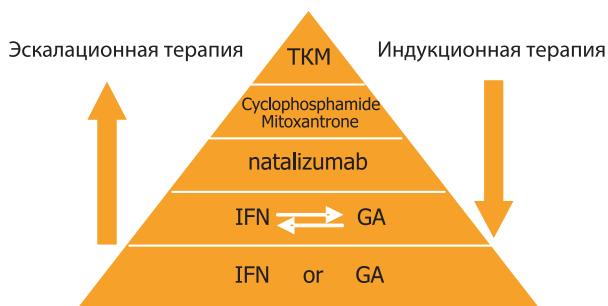 Эскалационная терапия
Индукционная терапия
ТКМ
Cyclophosphamide
Mitoxantrone
natalizumab
IFN GA
IFN or GA